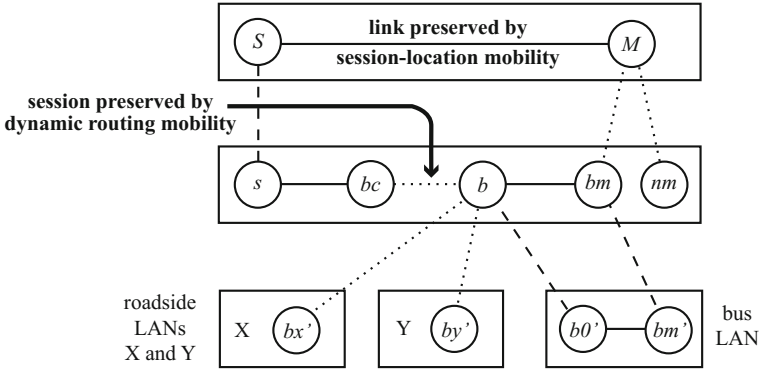 link preserved by
S
M
session-location mobility
session preserved by
dynamic routing mobility
s
bc
b
bm
nm
roadside
LANs
X and Y
X
bx’
Y
by’
b0’
bm’
bus
LAN